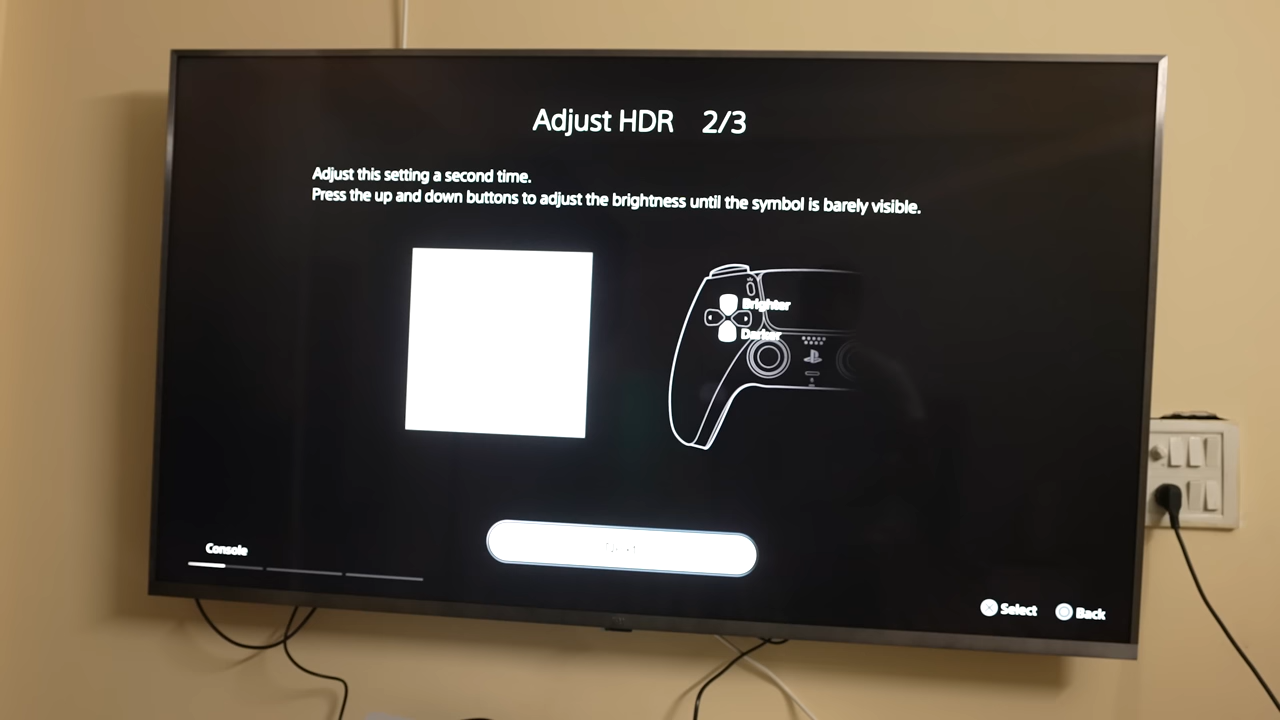 Adjust HDR 2/3
Adjust this setting a second time.
Press the up and down buttons to adjust the brightness until the symbol is barely visible.
Brighter
Darker
Console
Select
Back